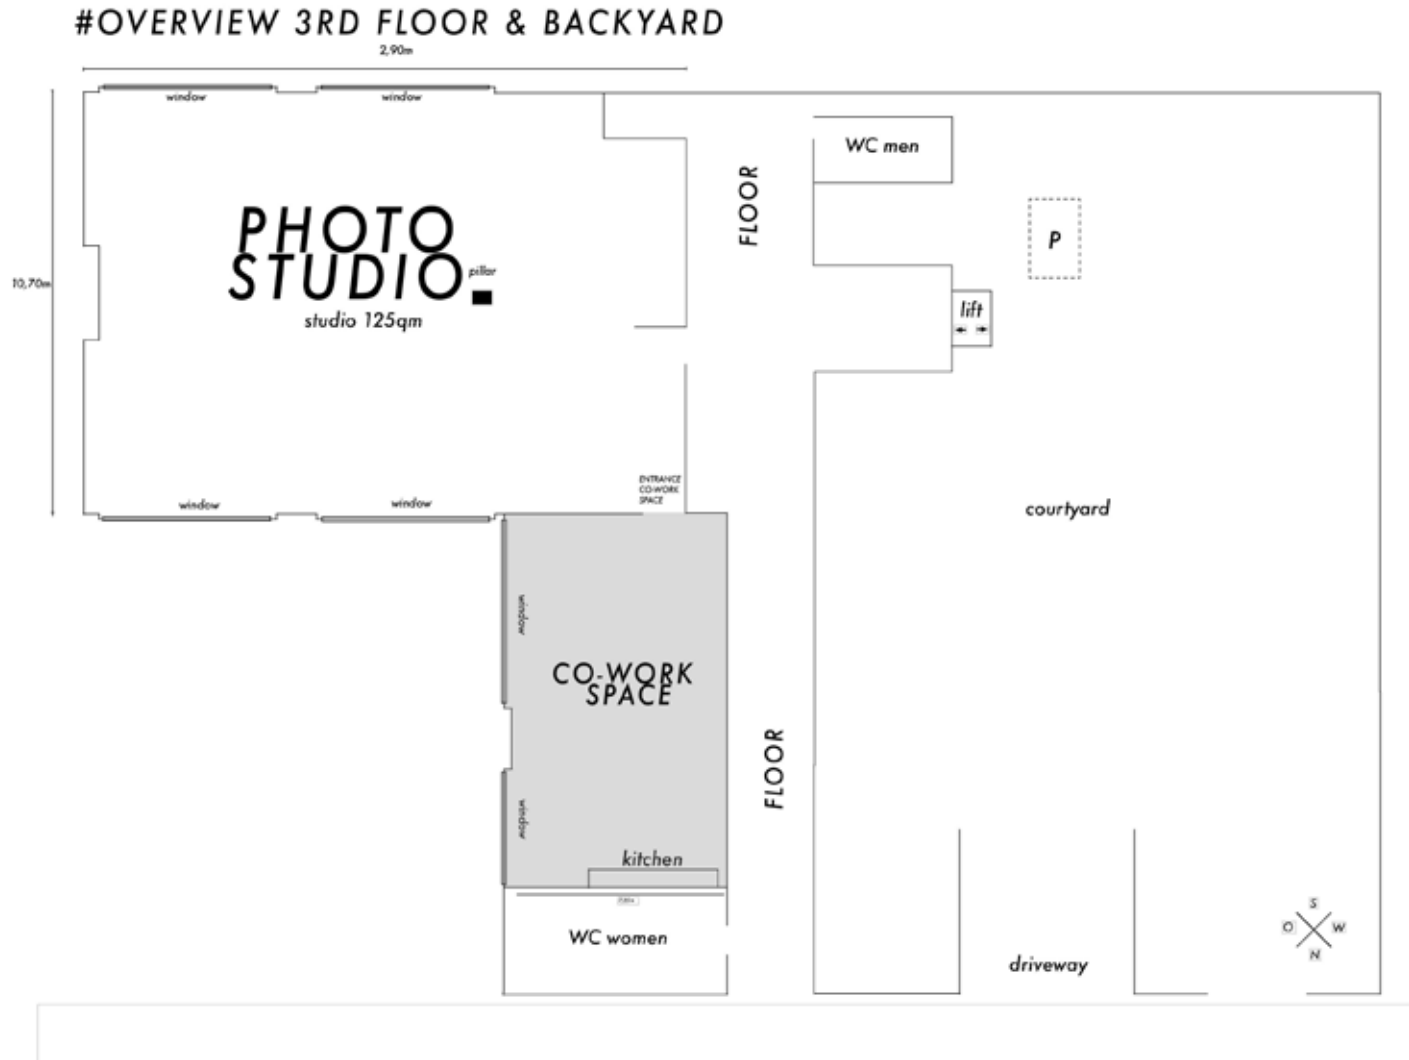 #OVERVIEW 3RD FLOOR & BACKYARD
2,90m
window
window
WC men
FLOOR
PHOTO
STUDIO
pillar
studio 125qm
P
10,70m
lift
ENTRANCE
CO-WORK
SPACE
window
window
courtyard
window
CO-WORK
SPACE
FLOOR
window
kitchen
WC women
driveway
S
O
W
N